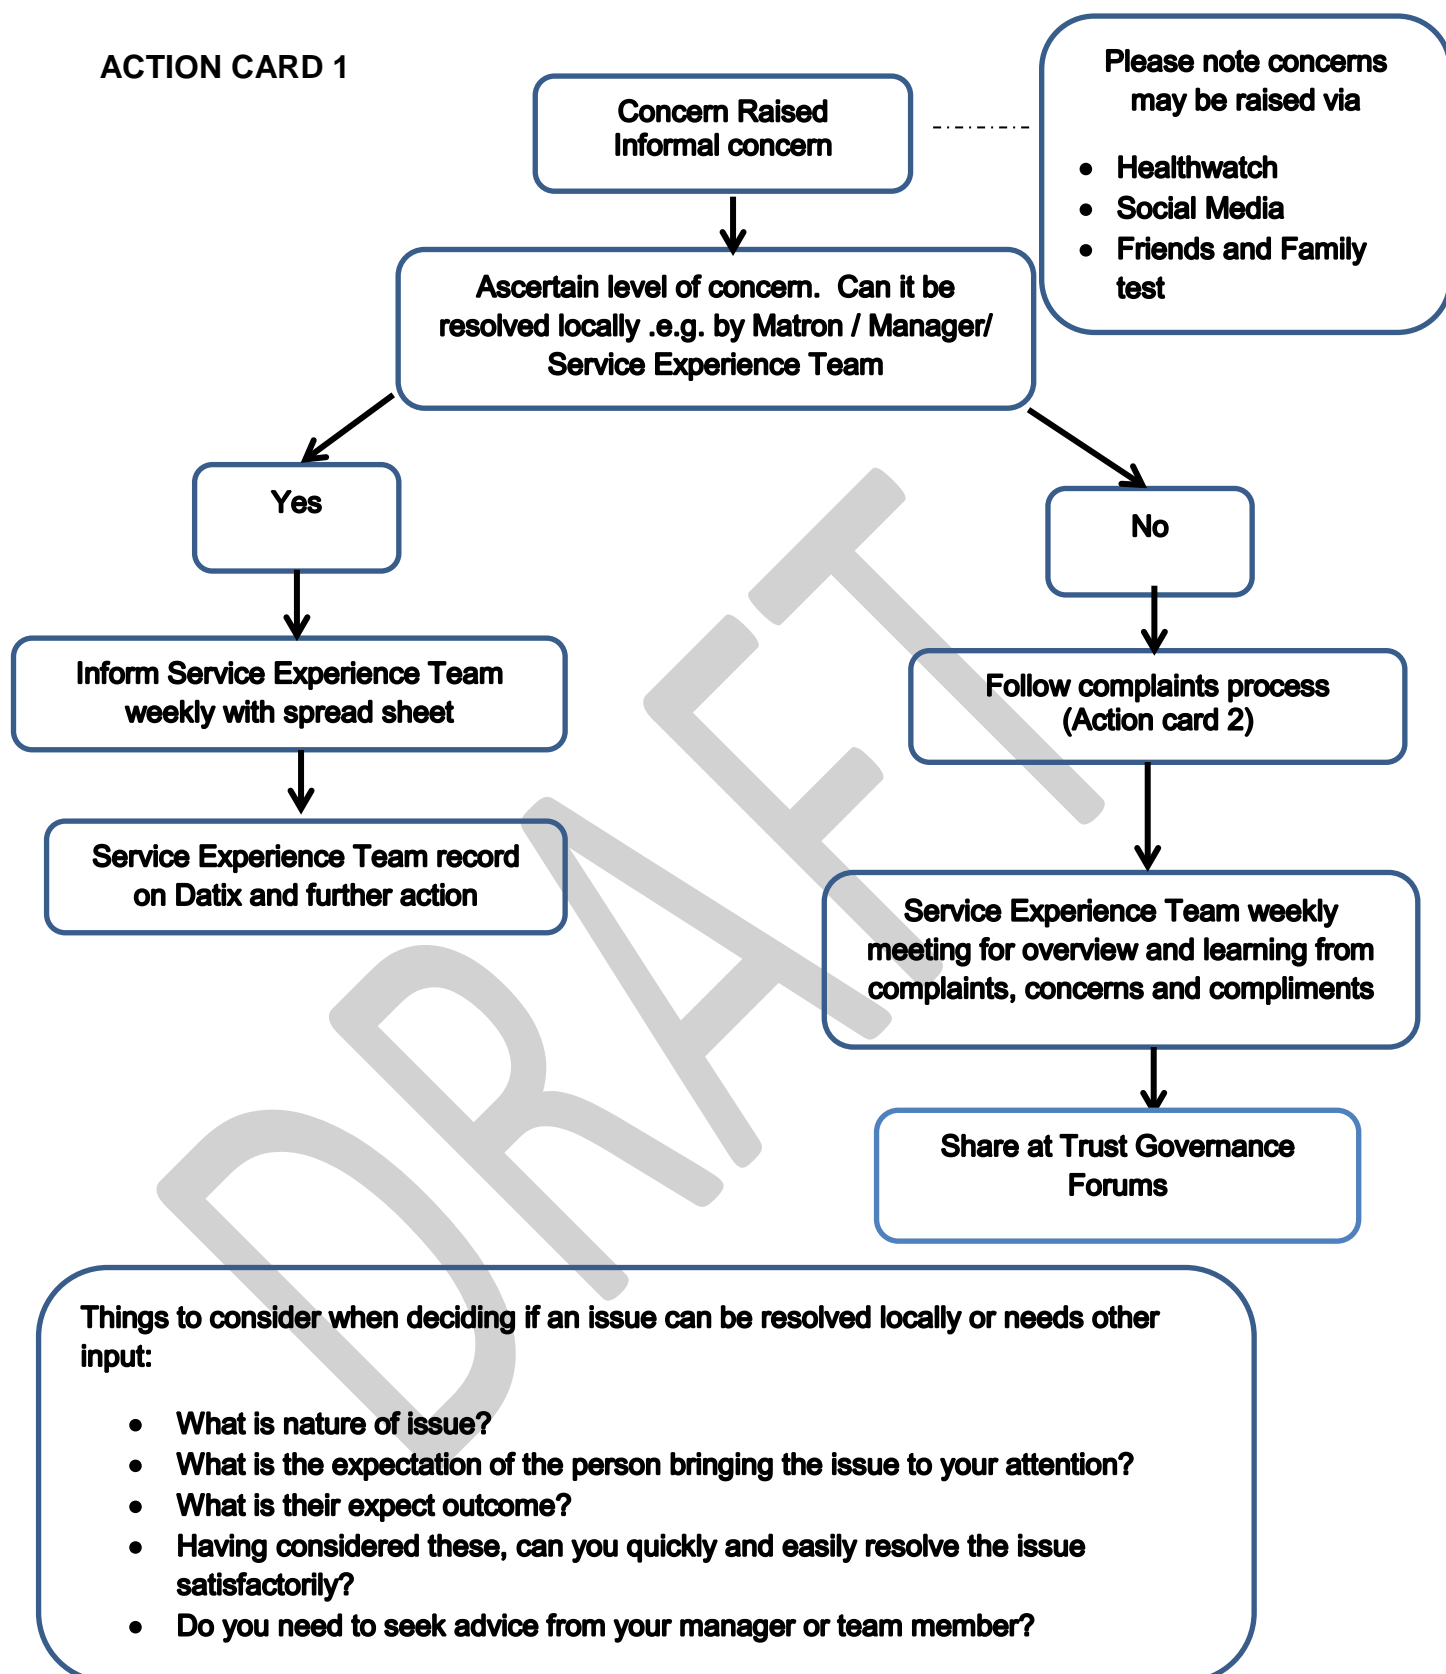 ACTION CARD 1
Concern Raised
Informal concern
Please note concerns
may be raised via
• Healthwatch
• Social Media
• Friends and Family
test
Ascertain level of concern.  Can it be
resolved locally .e.g. by Matron / Manager/
Service Experience Team
Yes
No
Inform Service Experience Team
weekly with spread sheet
Follow complaints process
(Action card 2)
Service Experience Team record
on Datix and further action
Service Experience Team weekly
meeting for overview and learning from
complaints, concerns and compliments
Share at Trust Governance
Forums
DRAFT
Things to consider when deciding if an issue can be resolved locally or needs other
input:
• What is nature of issue?
• What is the expectation of the person bringing the issue to your attention?
• What is their expect outcome?
• Having considered these, can you quickly and easily resolve the issue
satisfactorily?
• Do you need to seek advice from your manager or team member?